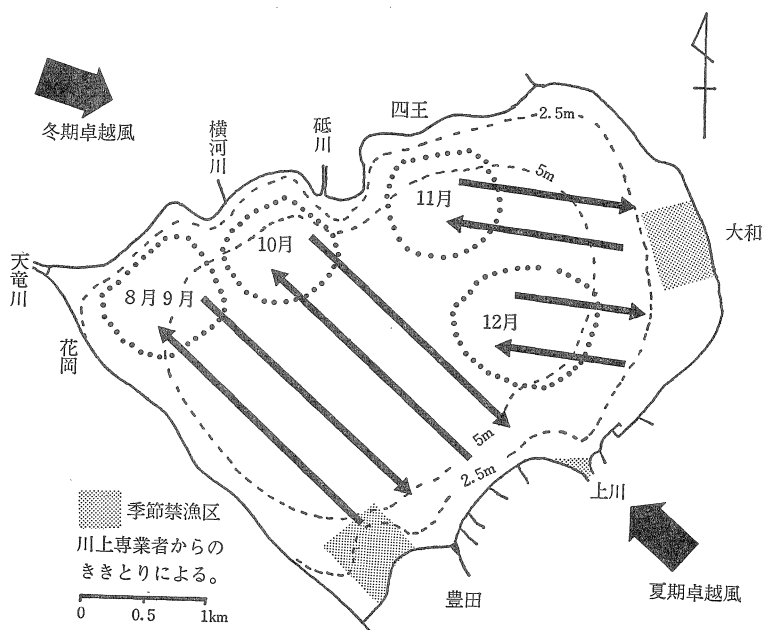 冬期卓越風
横河川
砥川
四王
2.5m
5m
11月
大和
10月
天竜川
8月9月
12月
花岡
5m
2.5m
上川
季節禁漁区
川上専業者からの
ききとりによる。
0 0.5 1km
豊田
夏期卓越風